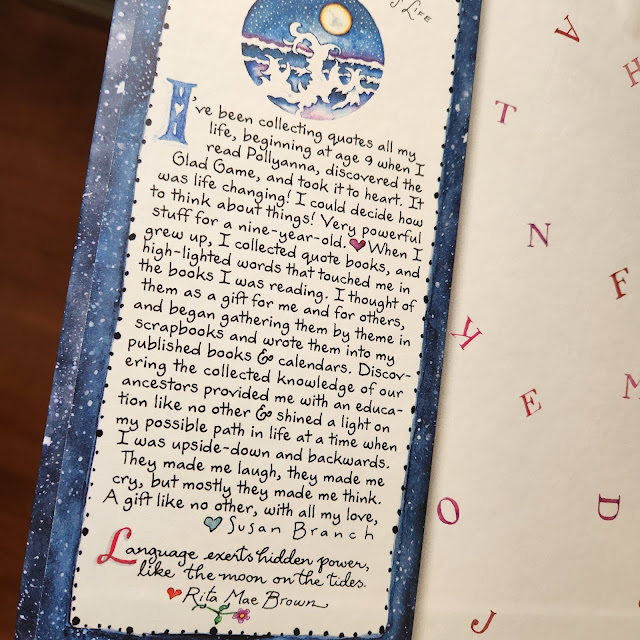 of Life
I've been collecting quotes all my
life, beginning at age 9 when I
read Pollyanna, discovered the
Glad Game, and took it to heart. It
was life changing! I could decide how
to think about things! Very powerful
stuff for a nine-year-old. ♥ When I
grew up, I collected quote books, and
high-lighted words that touched me in
the books I was reading. I thought of
them as a gift for me and for others,
and began gathering them by theme in
scrapbooks and wrote them into my
published books & calendars. Discov-
ering the collected knowledge of our
ancestors provided me with an educa-
tion like no other & shined a light on
my possible path in life at a time when
I was upside-down and backwards.
They made me laugh, they made me
cry, but mostly they made me think.
A gift like no other, with all my love,
♥ Susan Branch
Language exerts hidden power,
like the moon on the tides.
♥ Rita Mae Brown
A
H
T
N
F
K
E
M
O
D
J